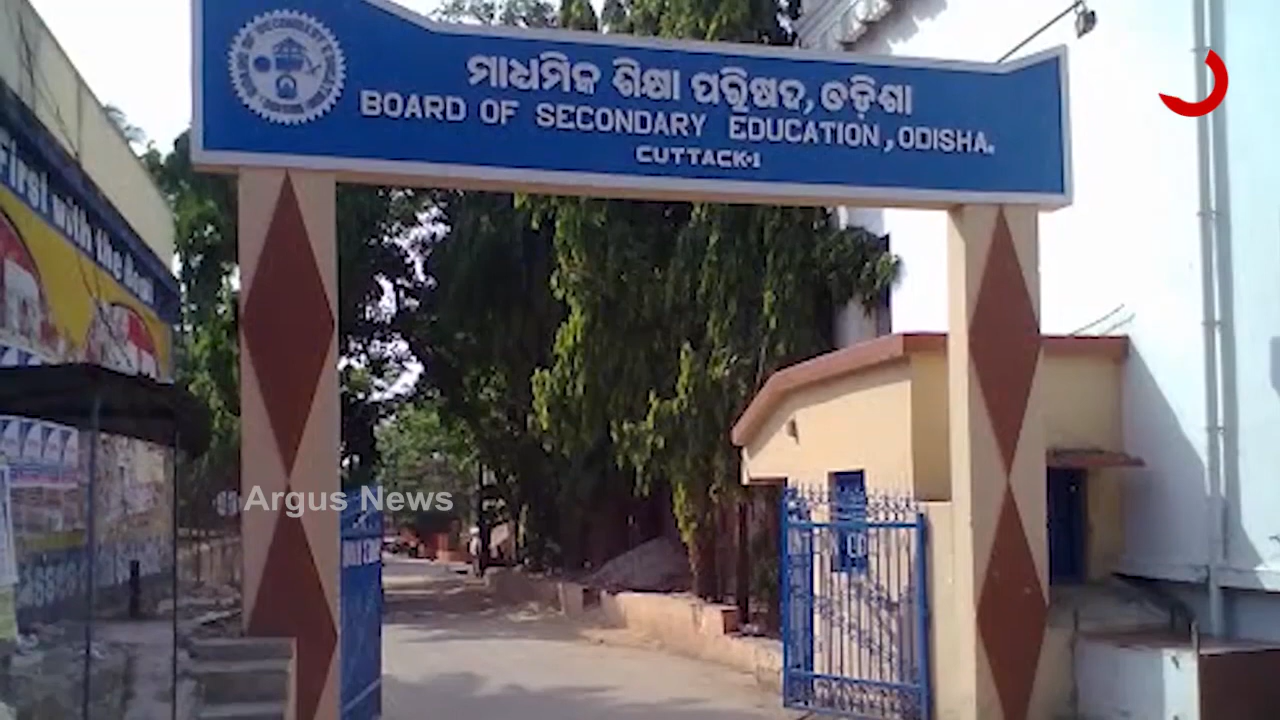 ମାଧ୍ୟମିକ ଶିକ୍ଷା ପରିଷଦ, ଓଡ଼ିଶା
BOARD OF SECONDARY EDUCATION, ODISHA.
CUTTACK-1
First with the
Argus News